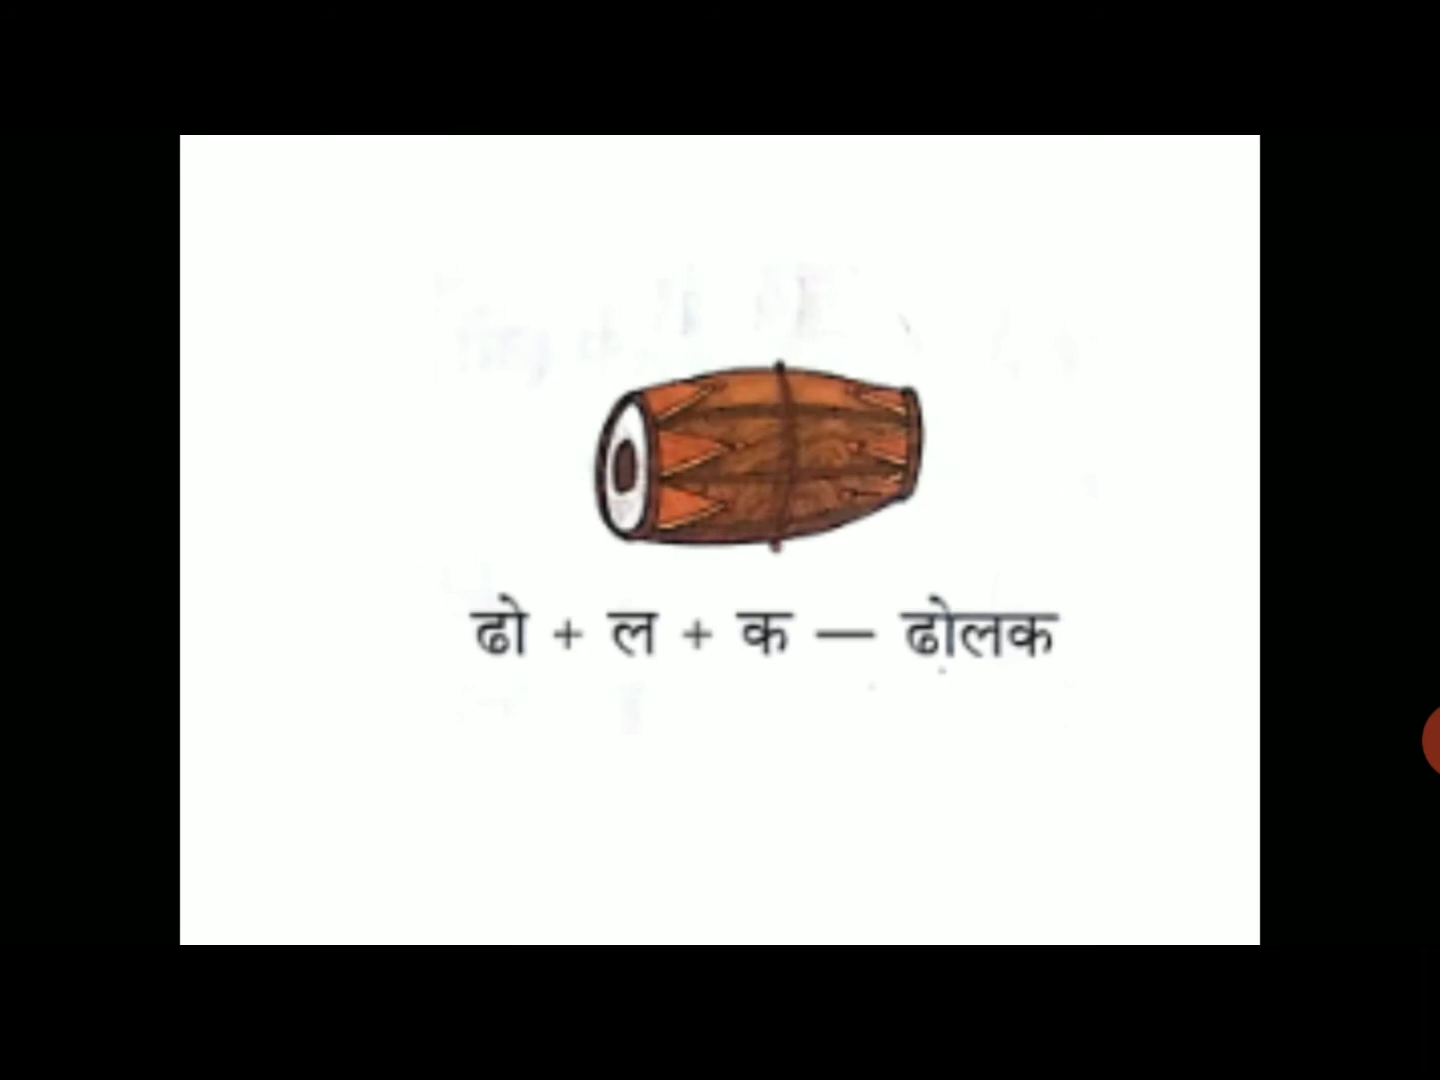 ढो + ल + क — ढोलक